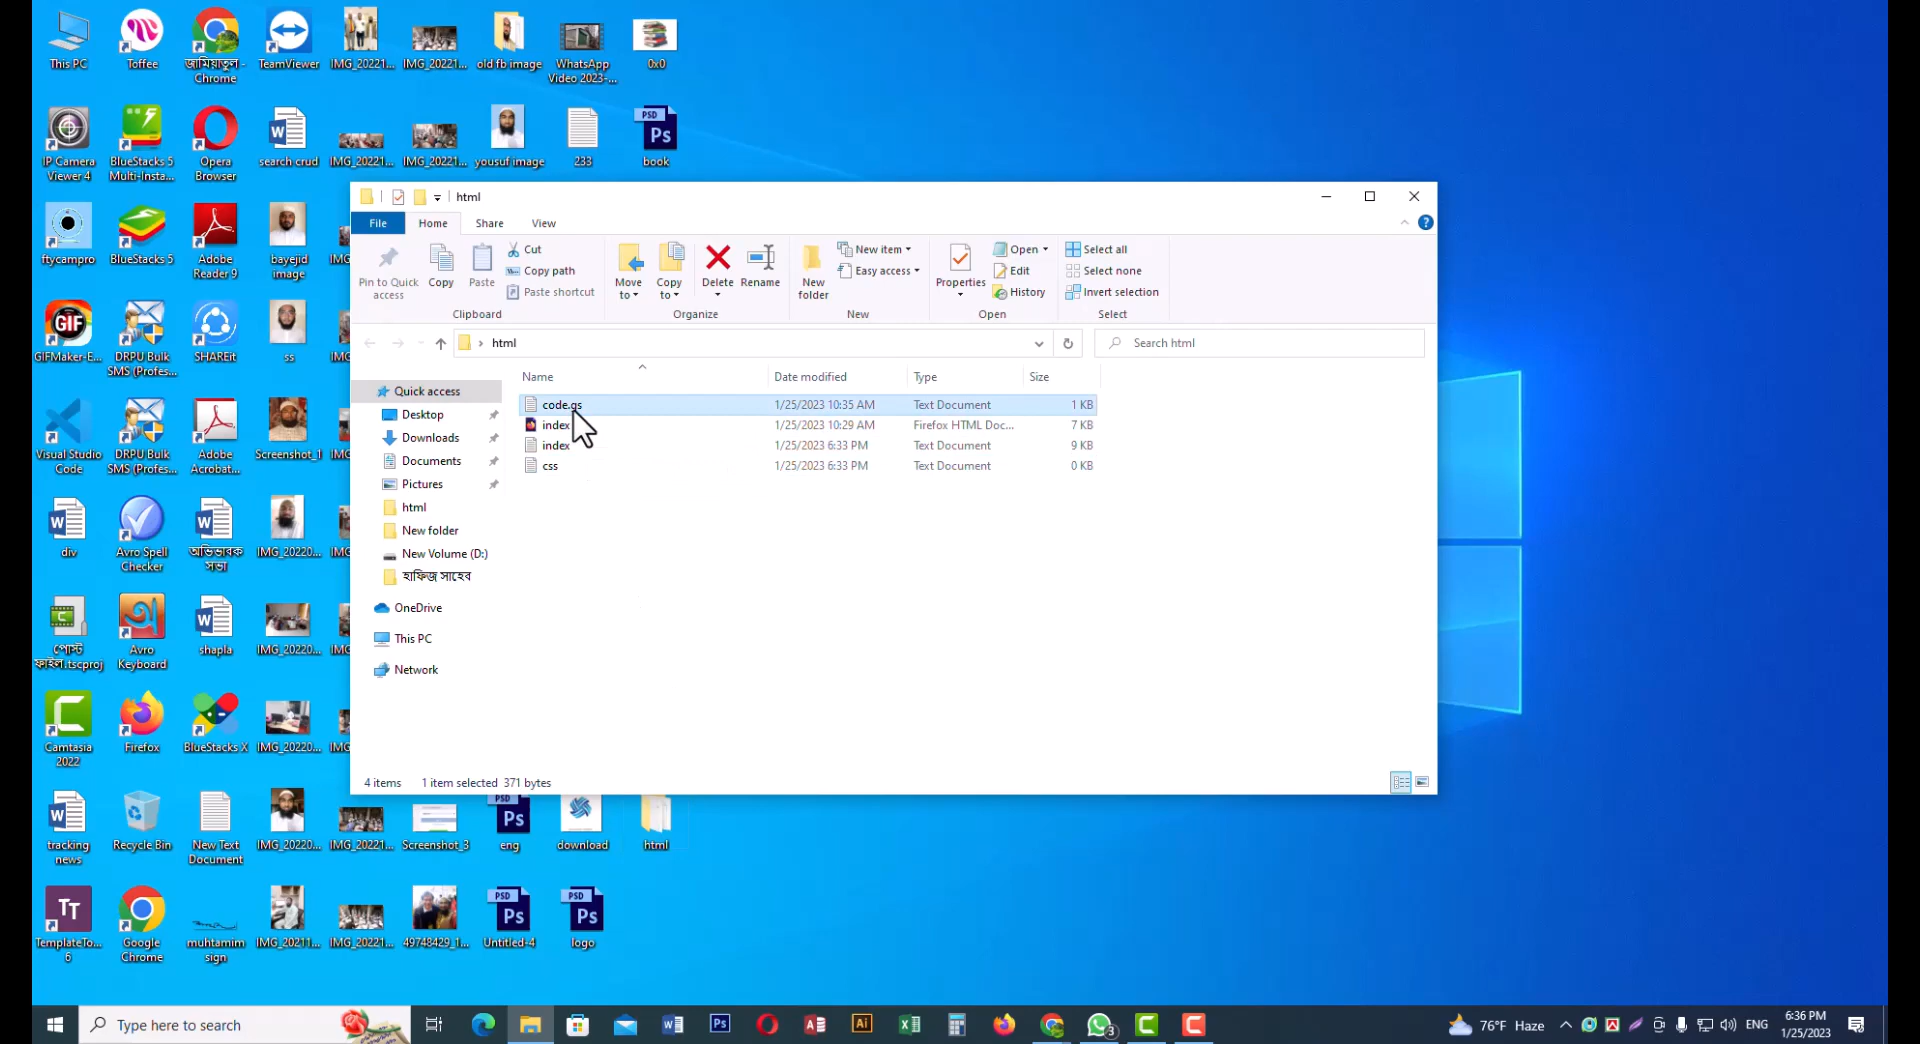 This PC
Toffee
জামিয়াতুল -
Chrome
TeamViewer
IMG_20221...
IMG_20221...
old fb image
WhatsApp
Video 2023-...
0x0
IP Camera
Viewer 4
BlueStacks 5
Multi-Insta...
Opera
Browser
search crud
IMG_20221...
IMG_20221...
yousuf image
233
PSD
Ps
book
html
File
Home
Share
View
Pin to Quick
access
Copy
Paste
Cut
Copy path
Paste shortcut
Clipboard
Move
to
Copy
to
Delete
Rename
Organize
New
folder
New item
Easy access
New
Properties
Open
Edit
History
Open
Select all
Select none
Invert selection
Select
html
Search html
Name
Date modified
Type
Size
code.gs
1/25/2023 10:35 AM
Text Document
1 KB
index
1/25/2023 10:29 AM
Firefox HTML Doc...
7 KB
index
1/25/2023 6:33 PM
Text Document
9 KB
css
1/25/2023 6:33 PM
Text Document
0 KB
Quick access
Desktop
Downloads
Documents
Pictures
html
New folder
New Volume (D:)
হাফিজ সাহেব
OneDrive
This PC
Network
4 items
1 item selected 371 bytes
ftycampro
BlueStacks 5
Adobe
Reader 9
bayejid
image
GIF
GIFMaker-E...
DRPU Bulk
SMS (Profes...
SHAREit
ss
Visual Studio
Code
DRPU Bulk
SMS (Profes...
Adobe
Acrobat...
Screenshot_1
div
Avro Spell
Checker
অভিভাবক
সভা
IMG_20220...
পোস্ট
ফাইল.tscproj
Avro
Keyboard
shapla
IMG_20220...
Camtasia
2022
Firefox
BlueStacks X
IMG_20220...
tracking
news
Recycle Bin
New Text
Document
IMG_20220...
IMG_20221...
Screenshot_3
PSD
Ps
eng
download
html
TT
TemplateTo...
6
Google
Chrome
muhtamim
sign
IMG_20211...
IMG_20221...
49748429_1...
PSD
Ps
Untitled-4
PSD
Ps
logo
Type here to search
76°F Haze
ENG
6:36 PM
1/25/2023